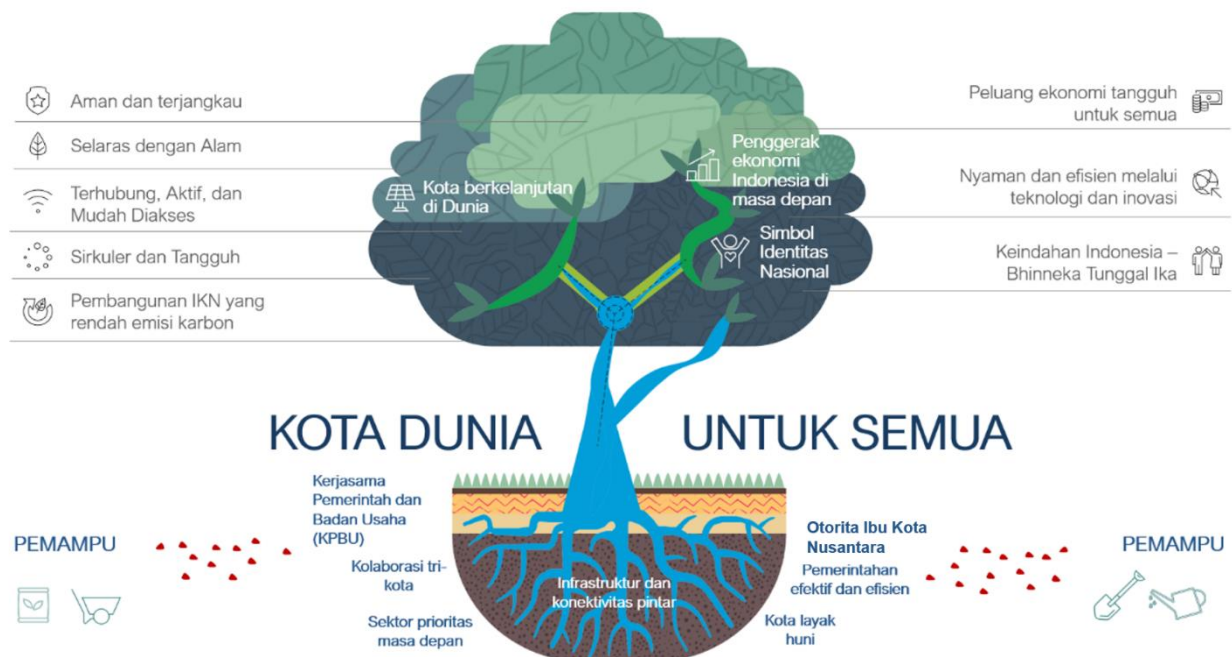 Aman dan terjangkau
Selaras dengan Alam
Terhubung, Aktif, dan
Mudah Diakses
Sirkuler dan Tangguh
Pembangunan IKN yang
rendah emisi karbon
Kota berkelanjutan
di Dunia
Penggerak
ekonomi
Indonesia di
masa depan
Simbol
Identitas
Nasional
Peluang ekonomi tangguh
untuk semua
Nyaman dan efisien melalui
teknologi dan inovasi
Keindahan Indonesia –
Bhinneka Tunggal Ika
KOTA DUNIA UNTUK SEMUA
PEMAMPU
Kerjasama
Pemerintah dan
Badan Usaha
(KPBU)
Kolaborasi tri-
kota
Sektor prioritas
masa depan
Infrastruktur dan
konektivitas pintar
Otorita Ibu Kota
Nusantara
Pemerintahan
efektif dan efisien
Kota layak
huni
PEMAMPU